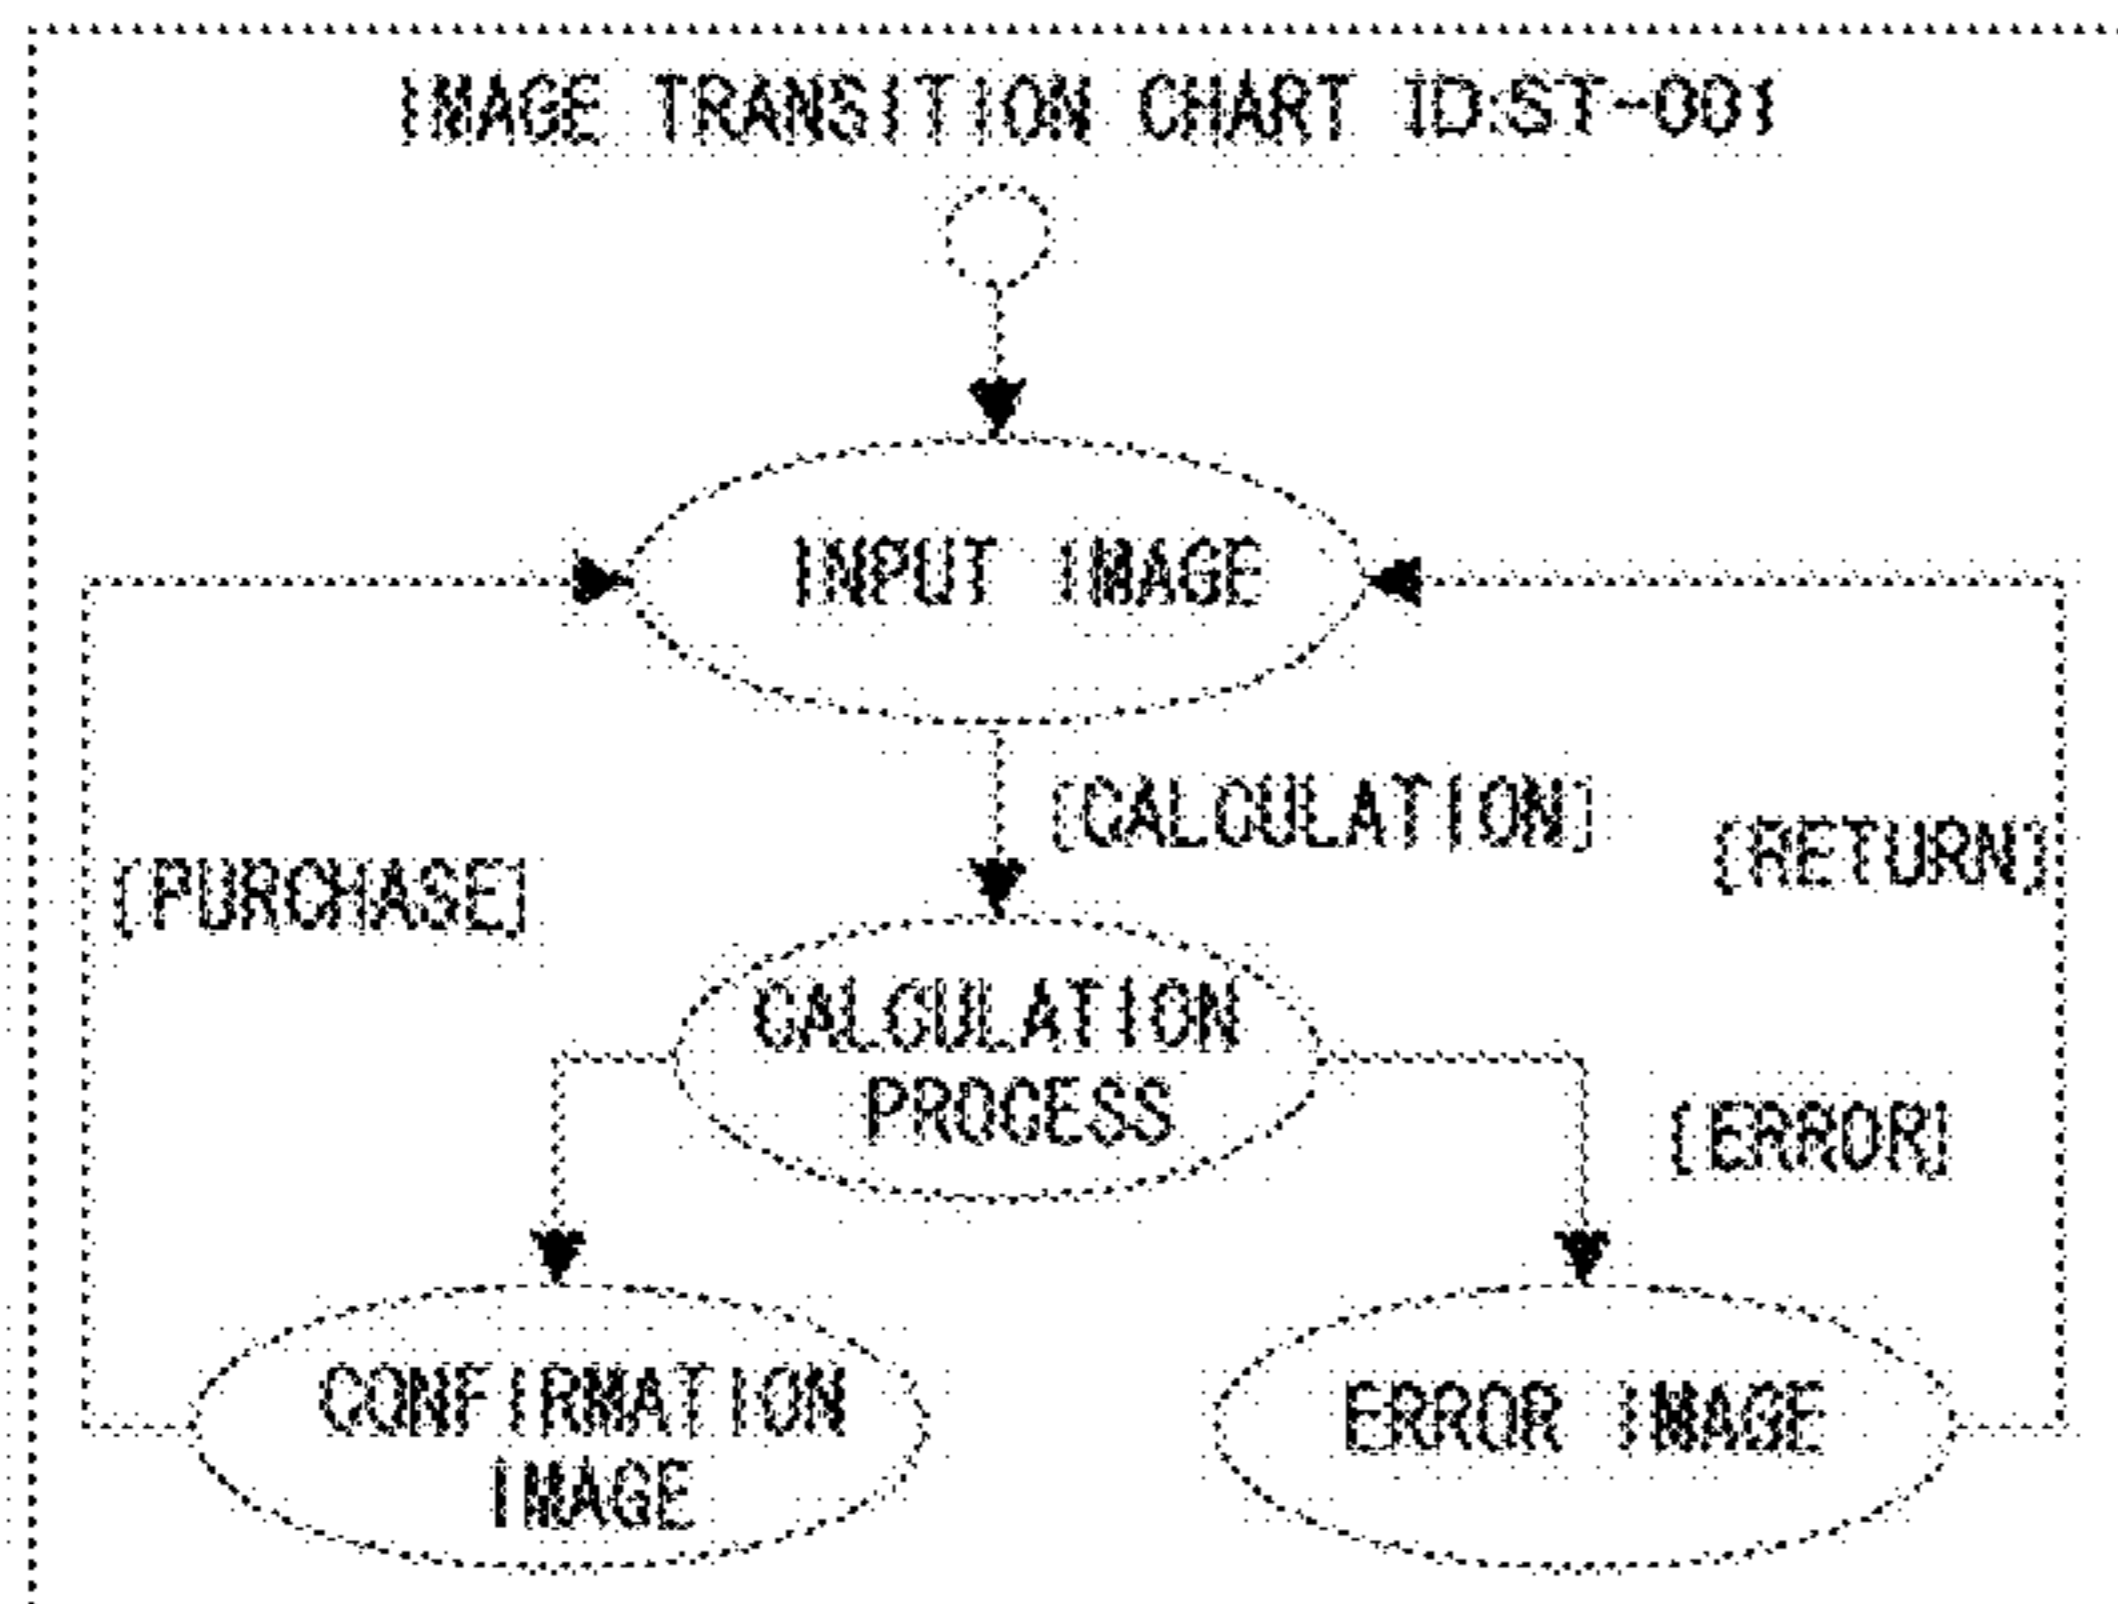 IMAGE TRANSITION CHART ID:ST-001
INPUT IMAGE
[CALCULATION]
[RETURN]
[PURCHASE]
CALCULATION
PROCESS
[ERROR]
CONFIRMATION
IMAGE
ERROR IMAGE